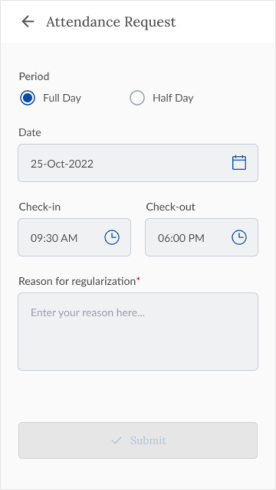 Attendance Request
Period
Full Day
Half Day
Date
25-Oct-2022
Check-in
Check-out
09:30 AM
06:00 PM
Reason for regularization*
Enter your reason here...
Submit